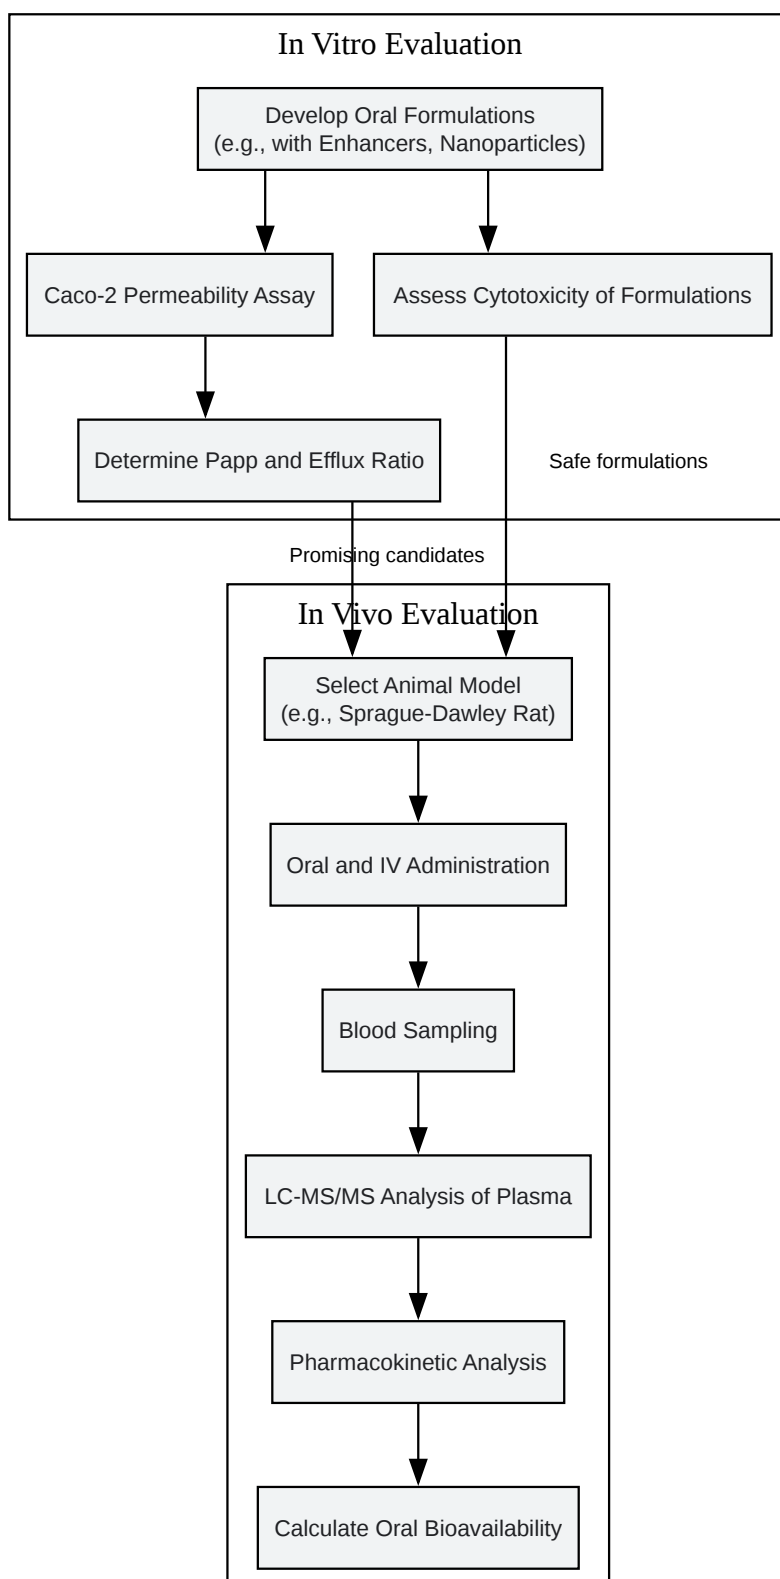 In Vitro Evaluation
Develop Oral Formulations
(e.g., with Enhancers, Nanoparticles)
Caco-2 Permeability Assay
Assess Cytotoxicity of Formulations
Determine Papp and Efflux Ratio
Safe formulations
Promising candidates
In Vivo Evaluation
Select Animal Model
(e.g., Sprague-Dawley Rat)
Oral and IV Administration
Blood Sampling
LC-MS/MS Analysis of Plasma
Pharmacokinetic Analysis
Calculate Oral Bioavailability